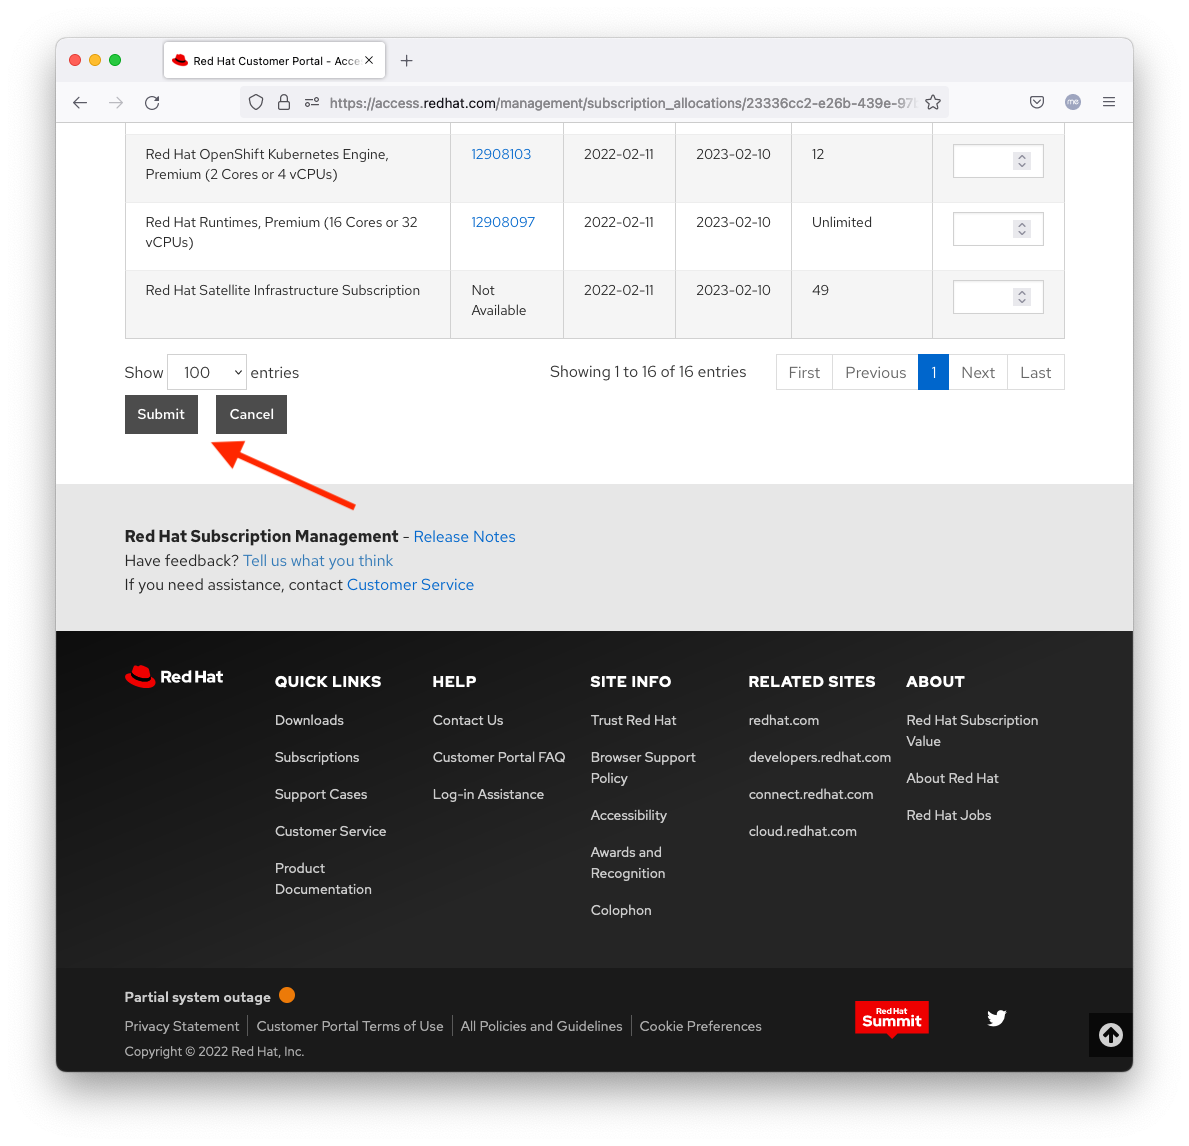 Red Hat Customer Portal - Acce
https://access.redhat.com/management/subscription_allocations/23336cc2-e26b-439e-97
me
Red Hat OpenShift Kubernetes Engine, 12908103 2022-02-11 2023-02-10 12
Premium (2 Cores or 4 vCPUs)
Red Hat Runtimes, Premium (16 Cores or 32 12908097 2022-02-11 2023-02-10 Unlimited
vCPUs)
Red Hat Satellite Infrastructure Subscription Not 2022-02-11 2023-02-10 49
Available
Show 100 entries Showing 1 to 16 of 16 entries First Previous 1 Next Last
Submit Cancel
Red Hat Subscription Management - Release Notes
Have feedback? Tell us what you think
If you need assistance, contact Customer Service
Red Hat
QUICK LINKS
Downloads
Subscriptions
Support Cases
Customer Service
Product
Documentation
HELP
Contact Us
Customer Portal FAQ
Log-in Assistance
SITE INFO
Trust Red Hat
Browser Support
Policy
Accessibility
Awards and
Recognition
Colophon
RELATED SITES
redhat.com
developers.redhat.com
connect.redhat.com
cloud.redhat.com
ABOUT
Red Hat Subscription
Value
About Red Hat
Red Hat Jobs
Partial system outage
Privacy Statement Customer Portal Terms of Use All Policies and Guidelines Cookie Preferences
Copyright © 2022 Red Hat, Inc.
Red Hat
Summit